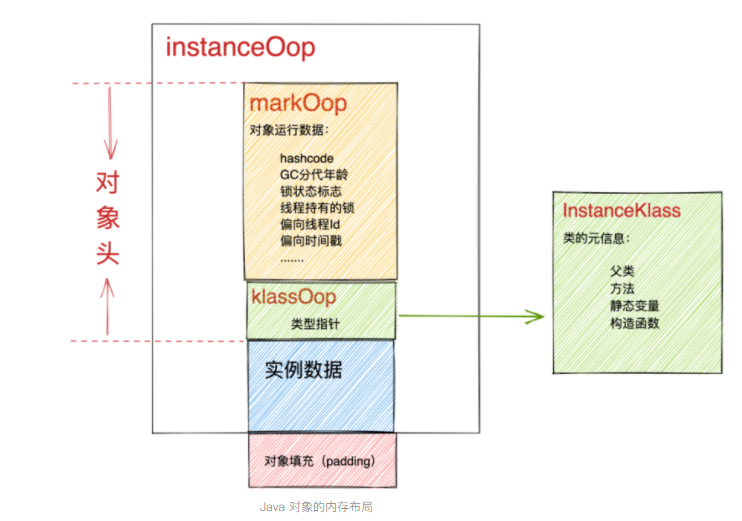 instanceOop
markOop
对象运行数据：
hashcode
GC分代年龄
锁状态标志
线程持有的锁
偏向线程Id
偏向时间戳
.......
对
象
头
klassOop
类型指针
实例数据
对象填充（padding）
InstanceKlass
类的元信息：
父类
方法
静态变量
构造函数
Java 对象的内存布局